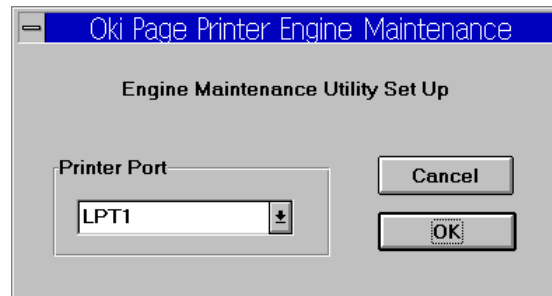 Oki Page Printer Engine Maintenance
Engine Maintenance Utility Set Up
Printer Port
LPT1
Cancel
OK